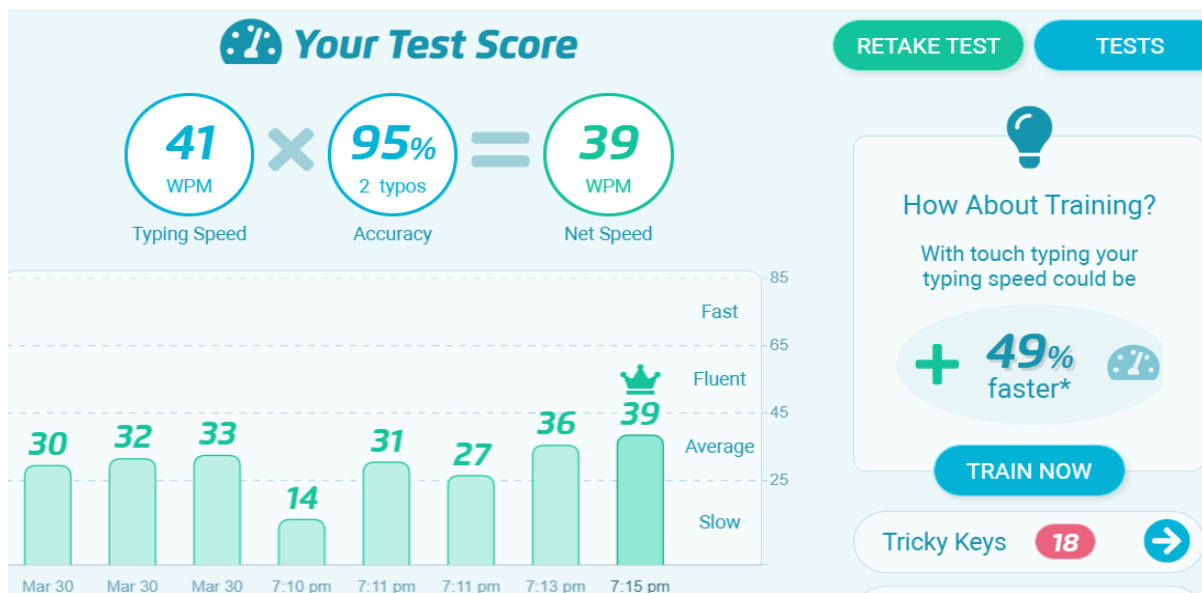 Your Test Score
RETAKE TEST
TESTS
41
WPM
Typing Speed
95%
2 typos
Accuracy
39
WPM
Net Speed
How About Training?
With touch typing your
typing speed could be
+ 49%
faster*
TRAIN NOW
Tricky Keys 18
85
Fast
65
Fluent
45
Average
25
Slow
30 32 33 14 31 27 36 39
Mar 30 Mar 30 Mar 30 7:10 pm 7:11 pm 7:11 pm 7:13 pm 7:15 pm